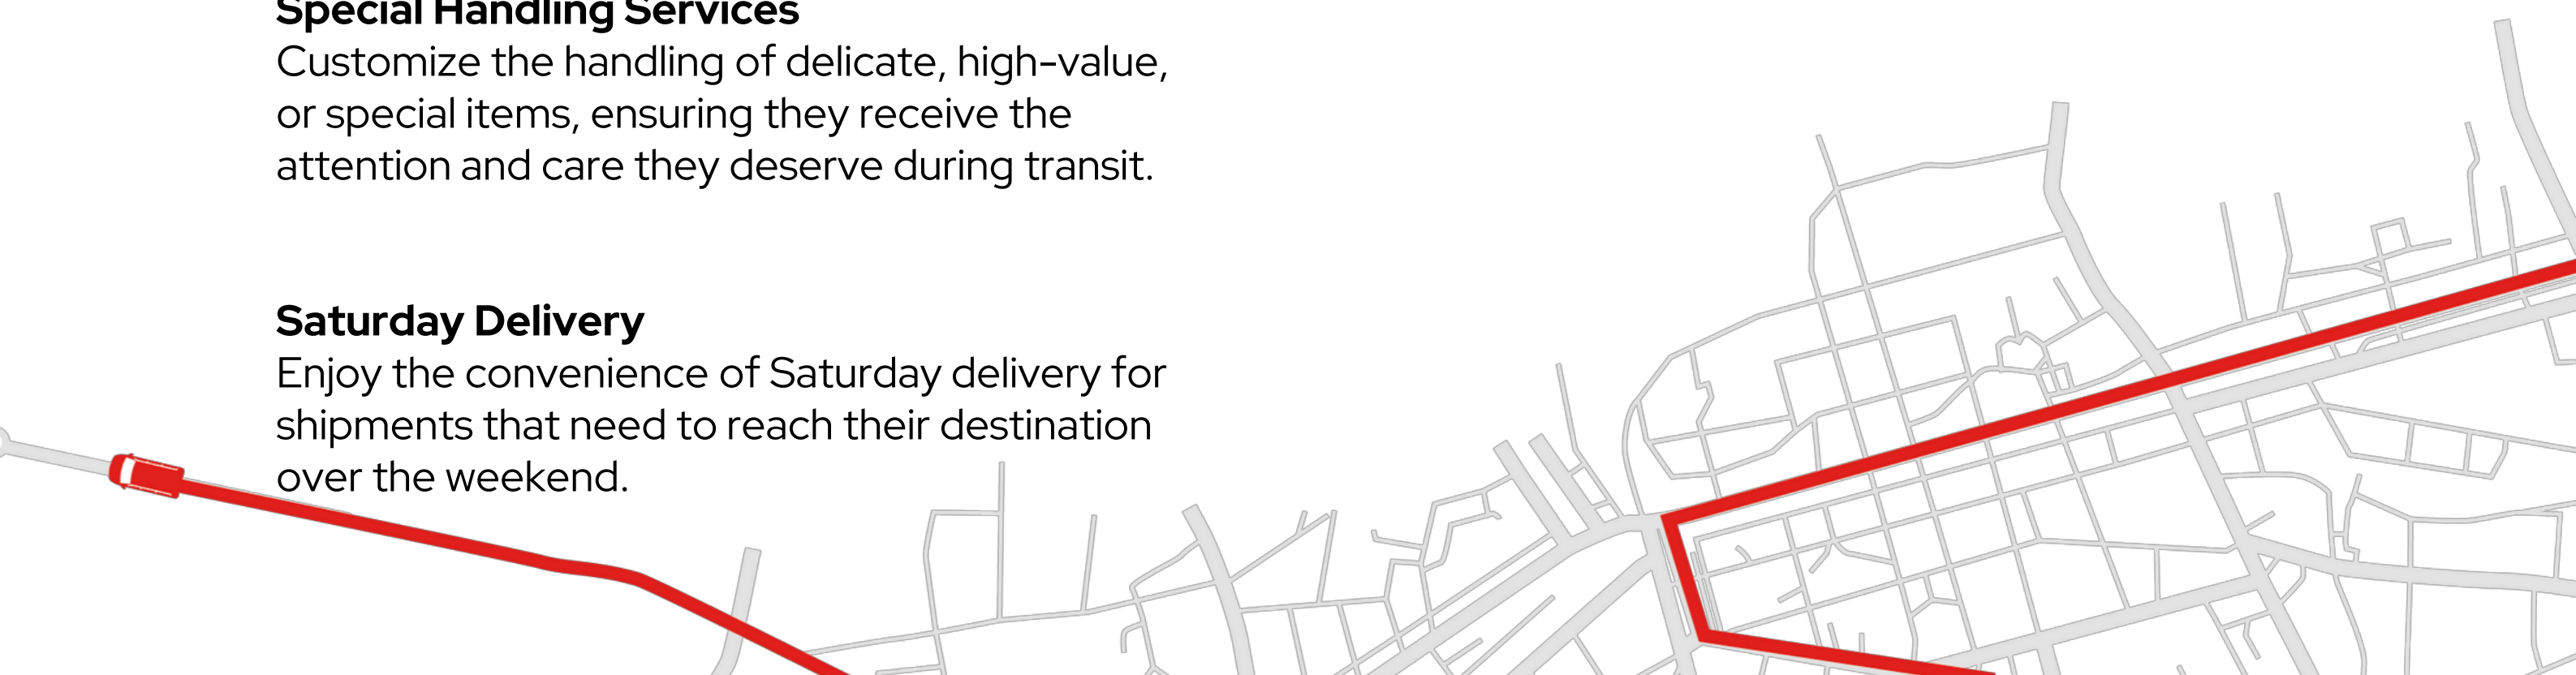 Special Handling Services
Customize the handling of delicate, high-value,
or special items, ensuring they receive the
attention and care they deserve during transit.
Saturday Delivery
Enjoy the convenience of Saturday delivery for
shipments that need to reach their destination
over the weekend.